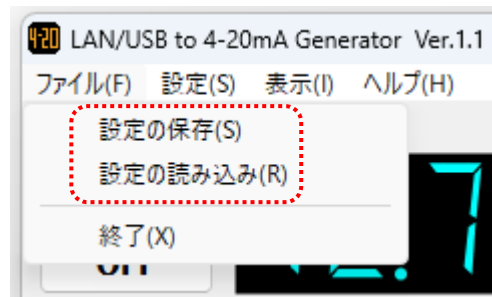 4-20 LAN/USB to 4-20mA Generator Ver.1.1
ファイル(F) 設定(S) 表示(I) ヘルプ(H)
設定の保存(S)
設定の読み込み(R)
終了(X)